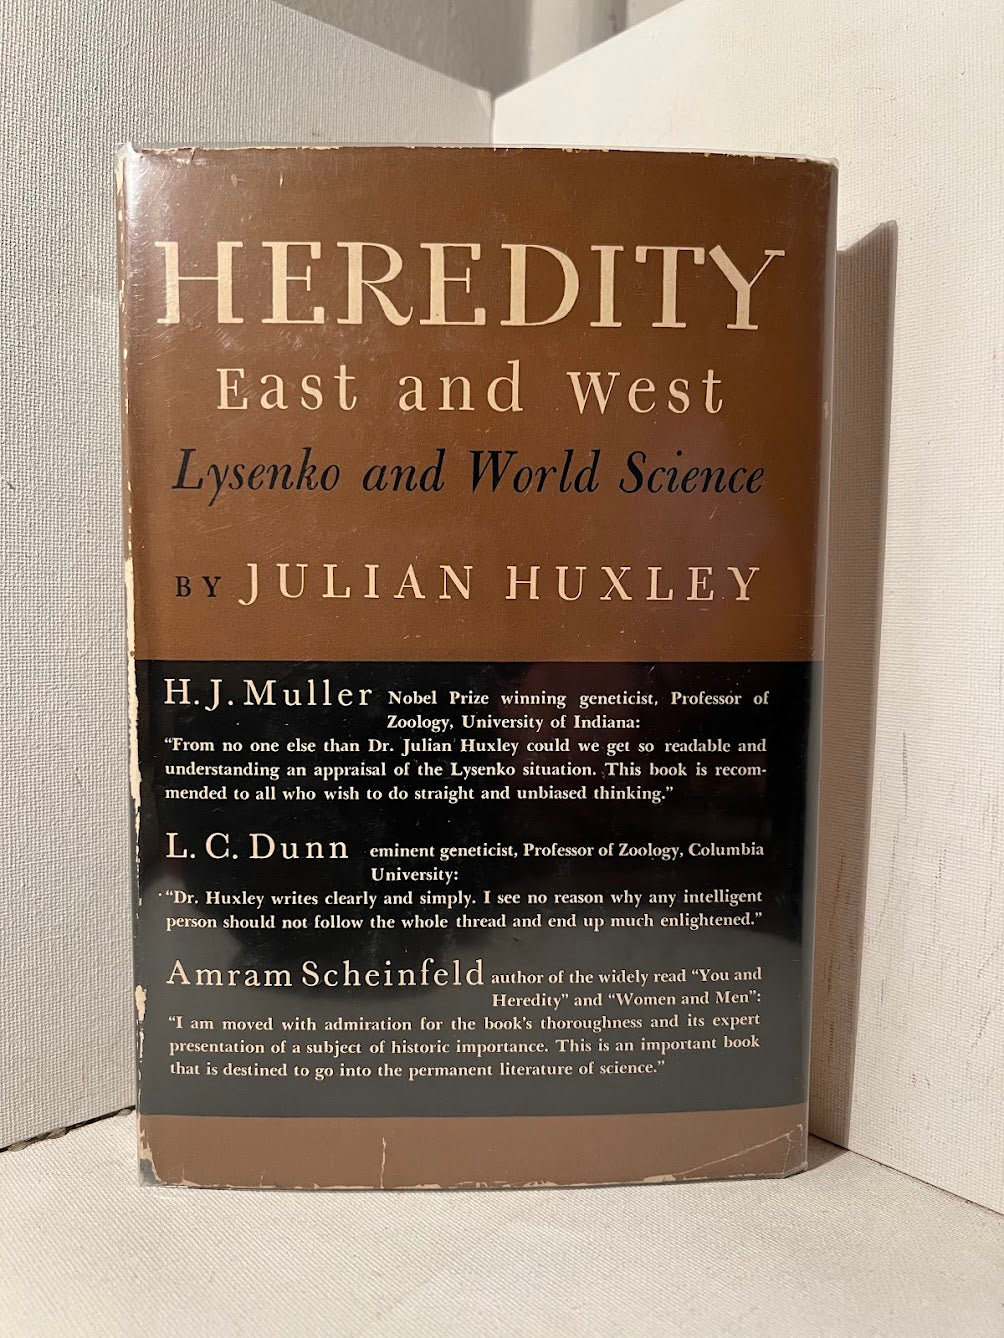 HEREDITY
East and West
Lysenko and World Science
BY JULIAN HUXLEY
H. J. Muller Nobel Prize winning geneticist, Professor of
Zoology, University of Indiana:
“From no one else than Dr. Julian Huxley could we get so readable and
understanding an appraisal of the Lysenko situation. This book is recom-
mended to all who wish to do straight and unbiased thinking.”
L. C. Dunn eminent geneticist, Professor of Zoology, Columbia
University:
“Dr. Huxley writes clearly and simply. I see no reason why any intelligent
person should not follow the whole thread and end up much enlightened.”
Amram Scheinfeld author of the widely read “You and
Heredity” and “Women and Men”:
“I am moved with admiration for the book's thoroughness and its expert
presentation of a subject of historic importance. This is an important book
that is destined to go into the permanent literature of science.”